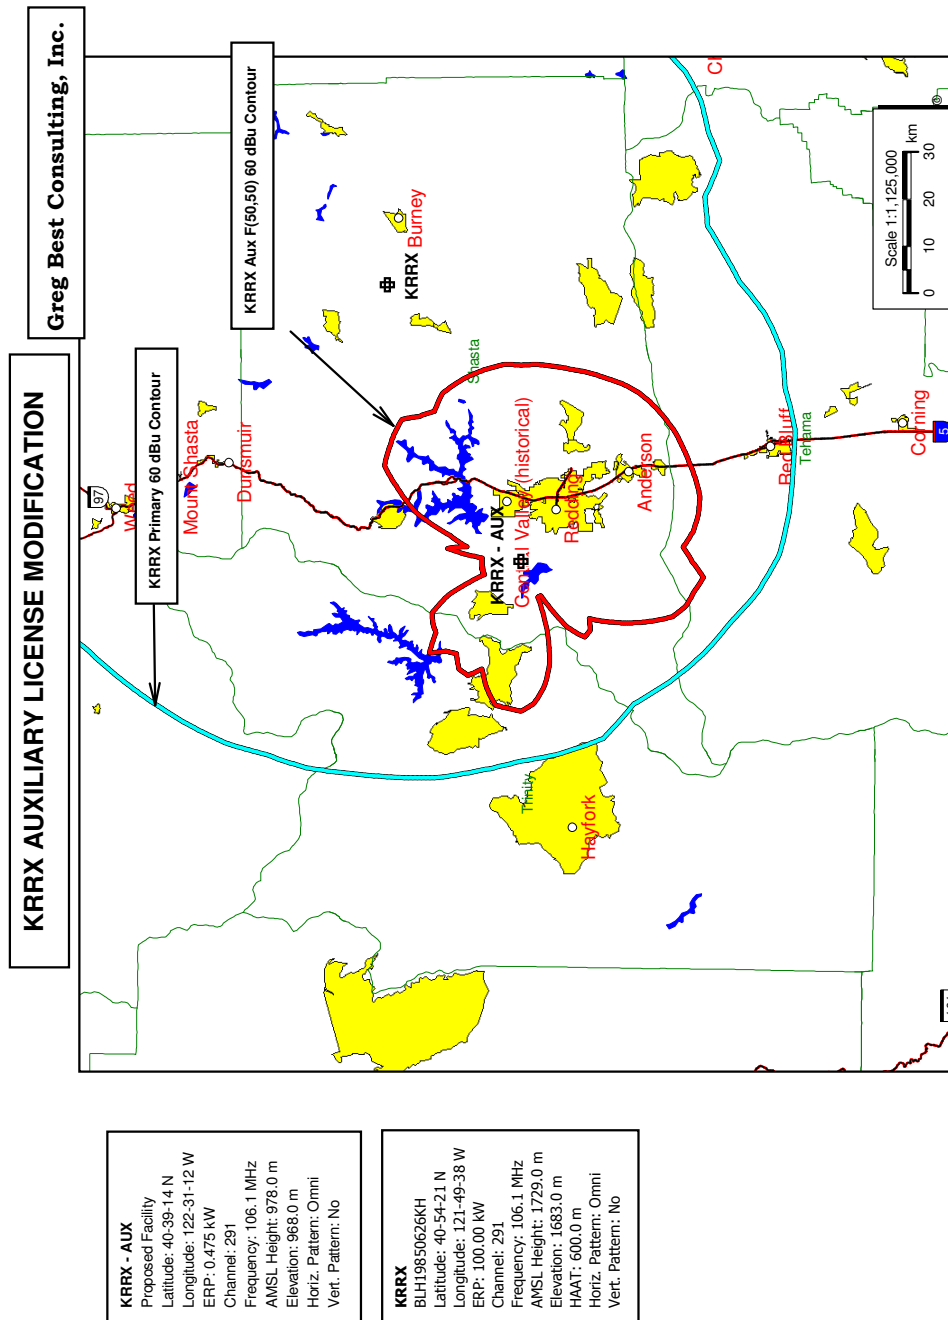 KRRX AUXILIARY LICENSE MODIFICATION
Greg Best Consulting, Inc.
KRRX Primary 60 dBu Contour
KRRX Aux F(50,50) 60 dBu Contour
97
Weed
Mount Shasta
Dunsmuir
Burney
KRRX
Shasta
KRRX - AUX
Central Valley (historical)
Redding
Anderson
Trinity
Hayfork
Red Bluff
Tehama
Corning
5
Scale 1:1,125,000
0 10 20 30
km
KRRX - AUX
Proposed Facility
Latitude: 40-39-14 N
Longitude: 122-31-12 W
ERP: 0.475 kW
Channel: 291
Frequency: 106.1 MHz
AMSL Height: 978.0 m
Elevation: 968.0 m
Horiz. Pattern: Omni
Vert. Pattern: No
KRRX
BLH19850626KH
Latitude: 40-54-21 N
Longitude: 121-49-38 W
ERP: 100.00 kW
Channel: 291
Frequency: 106.1 MHz
AMSL Height: 1729.0 m
Elevation: 1683.0 m
HAAT: 600.0 m
Horiz. Pattern: Omni
Vert. Pattern: No